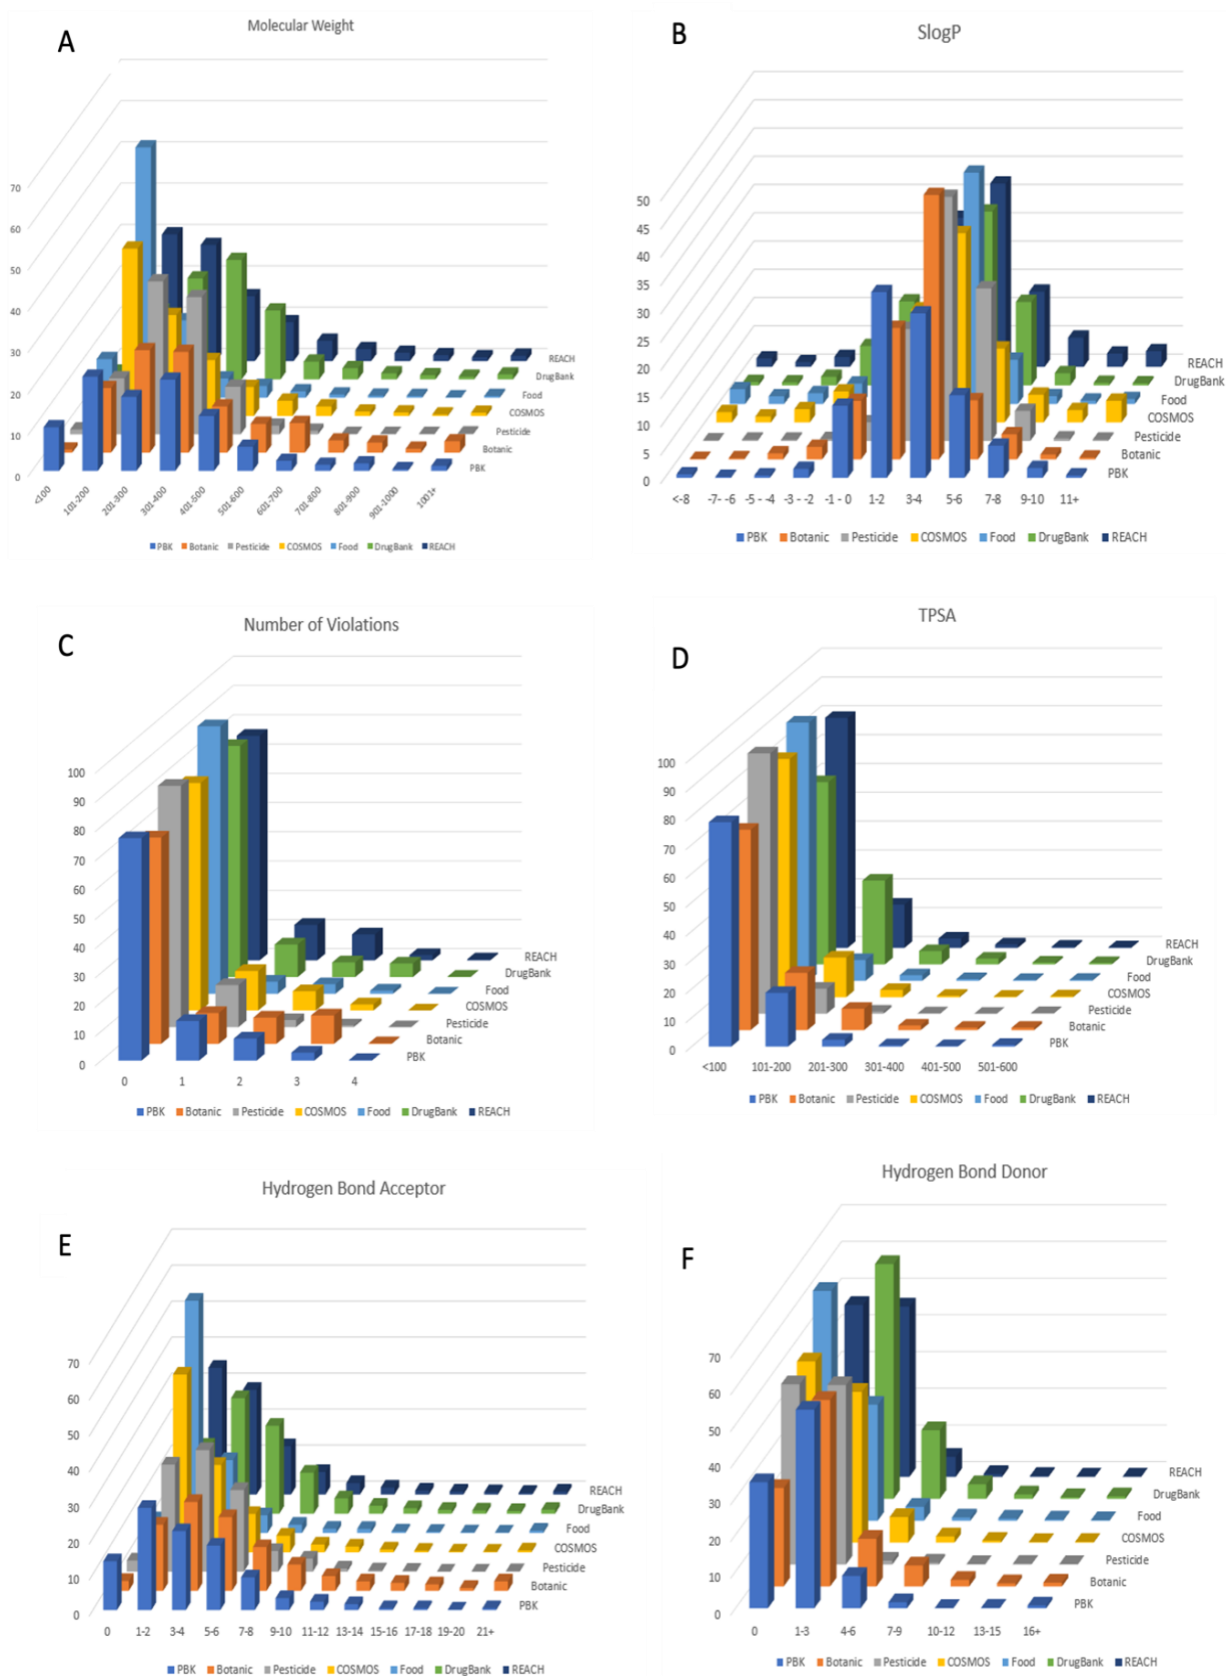 A
Molecular Weight
70
60
50
40
30
20
10
0
<100
101-200
201-300
301-400
401-500
501-600
601-700
701-800
801-900
901-1000
1001+
REACH
DrugBank
Food
COSMOS
Pesticide
Botanic
PBK
PBK Botanic Pesticide COSMOS Food DrugBank REACH
B
SlogP
50
45
40
35
30
25
20
15
10
5
0
<-8 -7- -6 -5 - -4 -3 - -2 -1 - 0 1-2 3-4 5-6 7-8 9-10 11+
REACH
DrugBank
Food
COSMOS
Pesticide
Botanic
PBK
PBK Botanic Pesticide COSMOS Food DrugBank REACH
C
Number of Violations
100
90
80
70
60
50
40
30
20
10
0
0 1 2 3 4
REACH
DrugBank
Food
COSMOS
Pesticide
Botanic
PBK
PBK Botanic Pesticide COSMOS Food DrugBank REACH
D
TPSA
100
90
80
70
60
50
40
30
20
10
0
<100 101-200 201-300 301-400 401-500 501-600
REACH
DrugBank
Food
COSMOS
Pesticide
Botanic
PBK
PBK Botanic Pesticide COSMOS Food DrugBank REACH
E
Hydrogen Bond Acceptor
70
60
50
40
30
20
10
0
0 1-2 3-4 5-6 7-8 9-10 11-12 13-14 15-16 17-18 19-20 21+
REACH
DrugBank
Food
COSMOS
Pesticide
Botanic
PBK
PBK Botanic Pesticide COSMOS Food DrugBank REACH
F
Hydrogen Bond Donor
70
60
50
40
30
20
10
0
0 1-3 4-6 7-9 10-12 13-15 16+
REACH
DrugBank
Food
COSMOS
Pesticide
Botanic
PBK
PBK Botanic Pesticide COSMOS Food DrugBank REACH